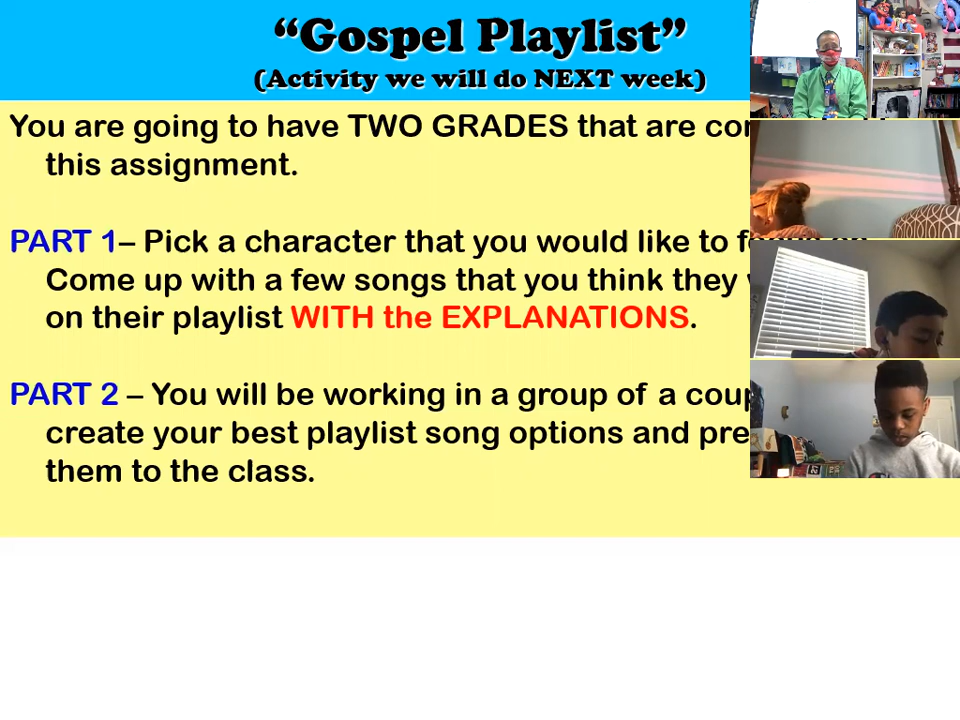 “Gospel Playlist”
(Activity we will do NEXT week)
You are going to have TWO GRADES that are
this assignment.
PART 1– Pick a character that you would like to
Come up with a few songs that you think they
on their playlist WITH the EXPLANATIONS.
PART 2 – You will be working in a group of a
create your best playlist song options and
them to the class.